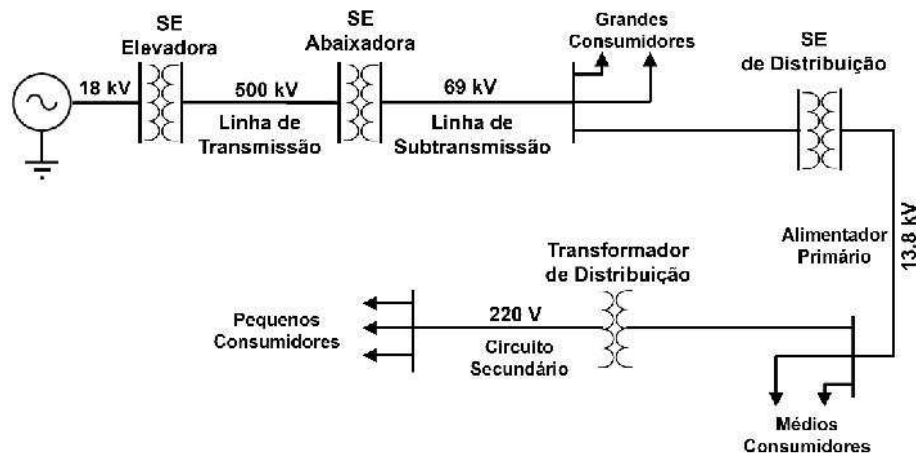 SE
Elevadora
SE
Abaixadora
Grandes
Consumidores
SE
de Distribuição
18 kV
500 kV
69 kV
Linha de
Transmissão
Linha de
Subtransmissão
13.8 kV
Alimentador
Primário
Transformador
de Distribuição
220 V
Pequenos
Consumidores
Circuito
Secundário
Médios
Consumidores